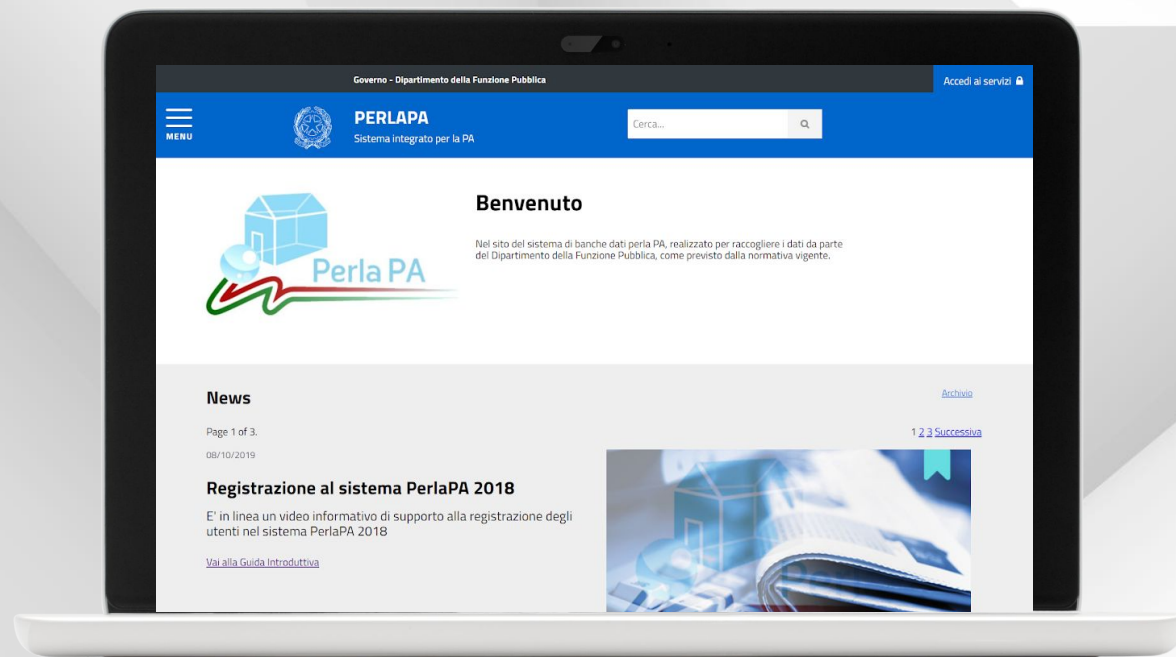 Governo - Dipartimento della Funzione Pubblica
Accedi ai servizi
MENU
PERLAPA
Sistema integrato per la PA
Cerca...
Perla PA
Benvenuto
Nel sito del sistema di banche dati perla PA, realizzato per raccogliere i dati da parte
del Dipartimento della Funzione Pubblica, come previsto dalla normativa vigente.
News
Archivio
Page 1 of 3.
1 2 3 Successiva
08/10/2019
Registrazione al sistema PerlaPA 2018
E' in linea un video informativo di supporto alla registrazione degli
utenti nel sistema PerlaPA 2018
Vai alla Guida Introduttiva